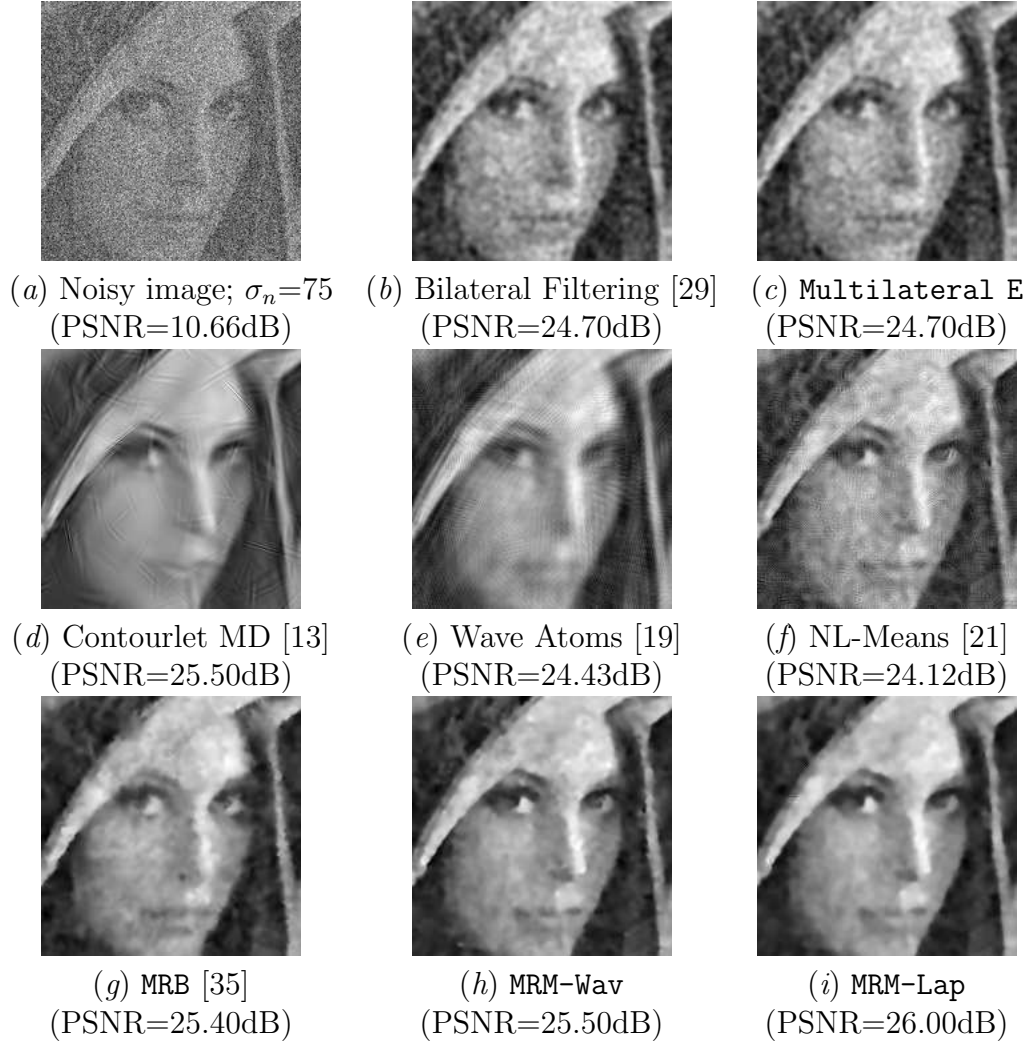 (a) Noisy image; σₙ=75 (b) Bilateral Filtering [29] (c) Multilateral E
(PSNR=10.66dB) (PSNR=24.70dB) (PSNR=24.70dB)
(d) Contourlet MD [13] (e) Wave Atoms [19] (f) NL-Means [21]
(PSNR=25.50dB) (PSNR=24.43dB) (PSNR=24.12dB)
(g) MRB [35] (h) MRM-Wav (i) MRM-Lap
(PSNR=25.40dB) (PSNR=25.50dB) (PSNR=26.00dB)